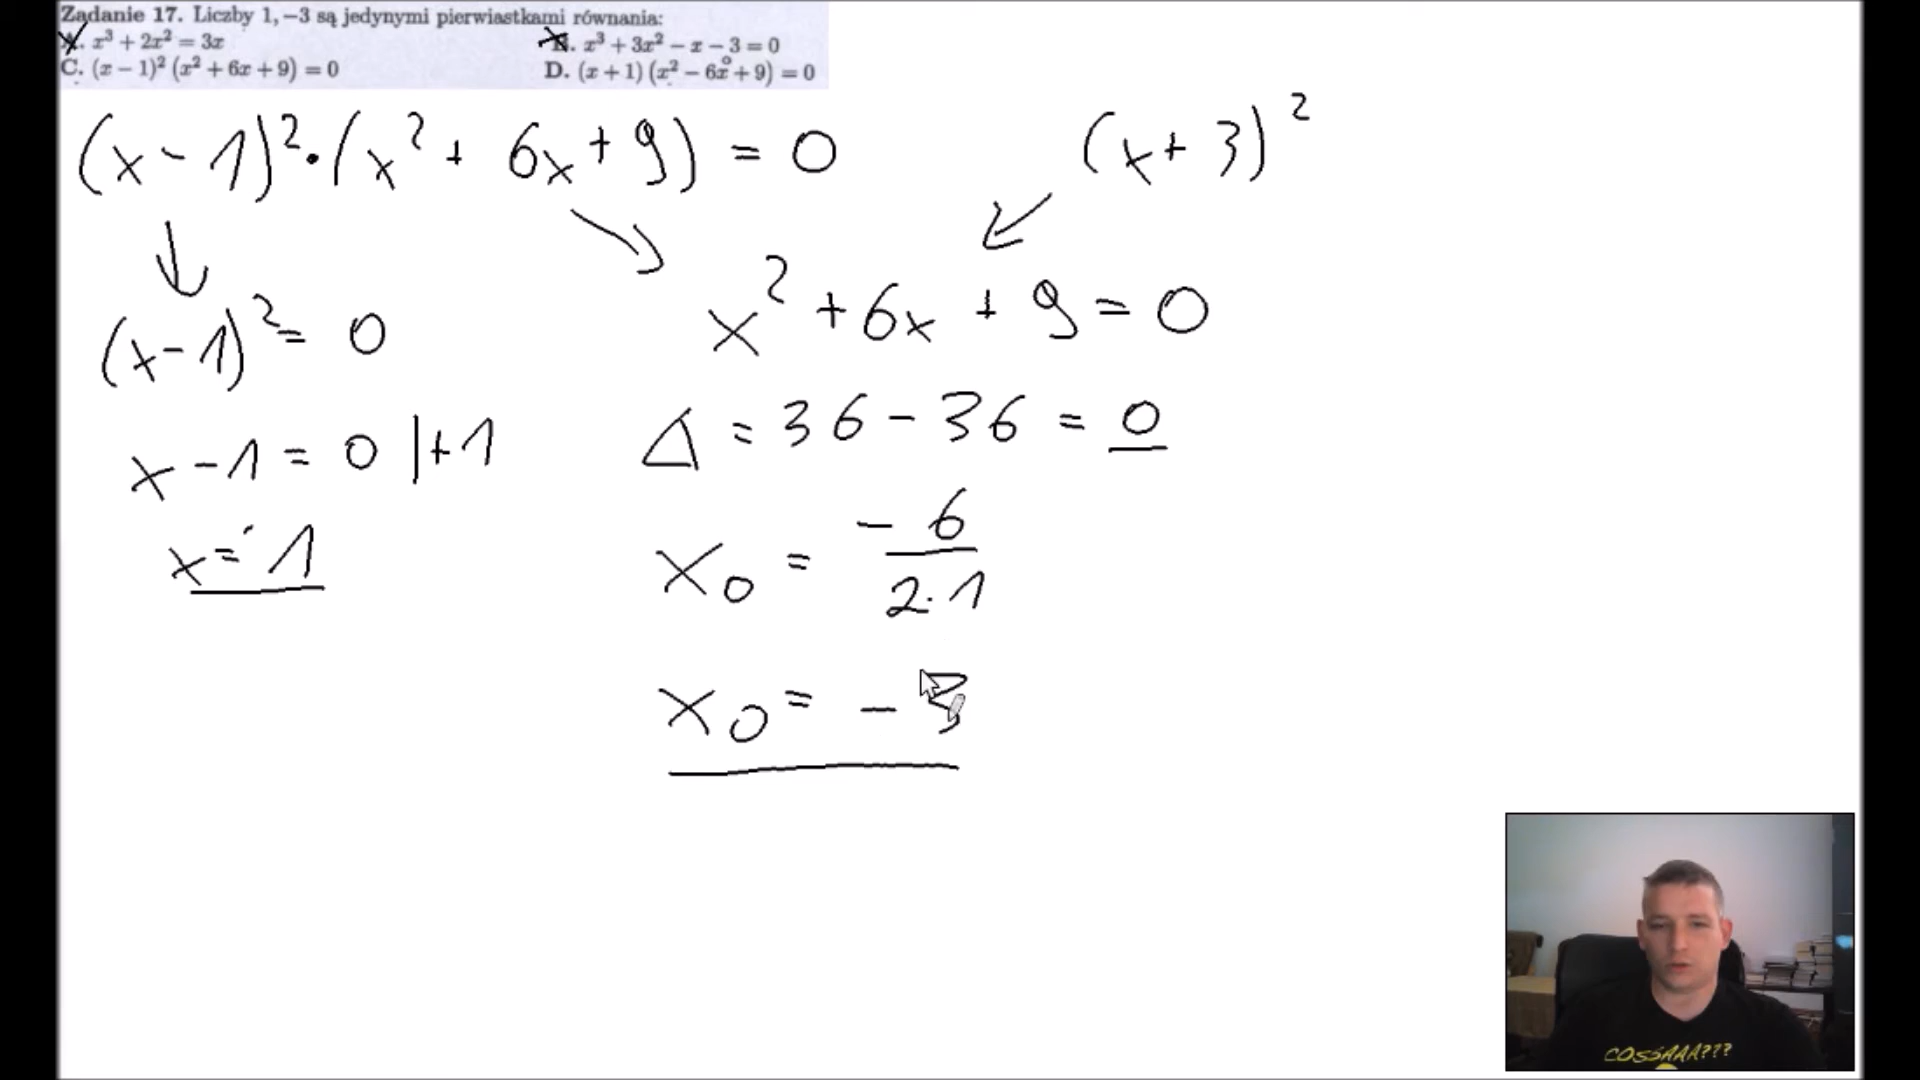 Zadanie 17. Liczby 1, −3 są jedynymi pierwiastkami równania:
A. x³ + 2x² = 3x B. x³ + 3x² − x − 3 = 0
C. (x − 1)² (x² + 6x + 9) = 0 D. (x + 1) (x² − 6x + 9) = 0
(x − 1)² · (x² + 6x + 9) = 0 (x + 3)²
(x − 1)² = 0 x² + 6x + 9 = 0
x − 1 = 0 |+1 Δ = 36 − 36 = 0
x = 1 x₀ = −6/2·1
x₀ = −3
COSSAAA???